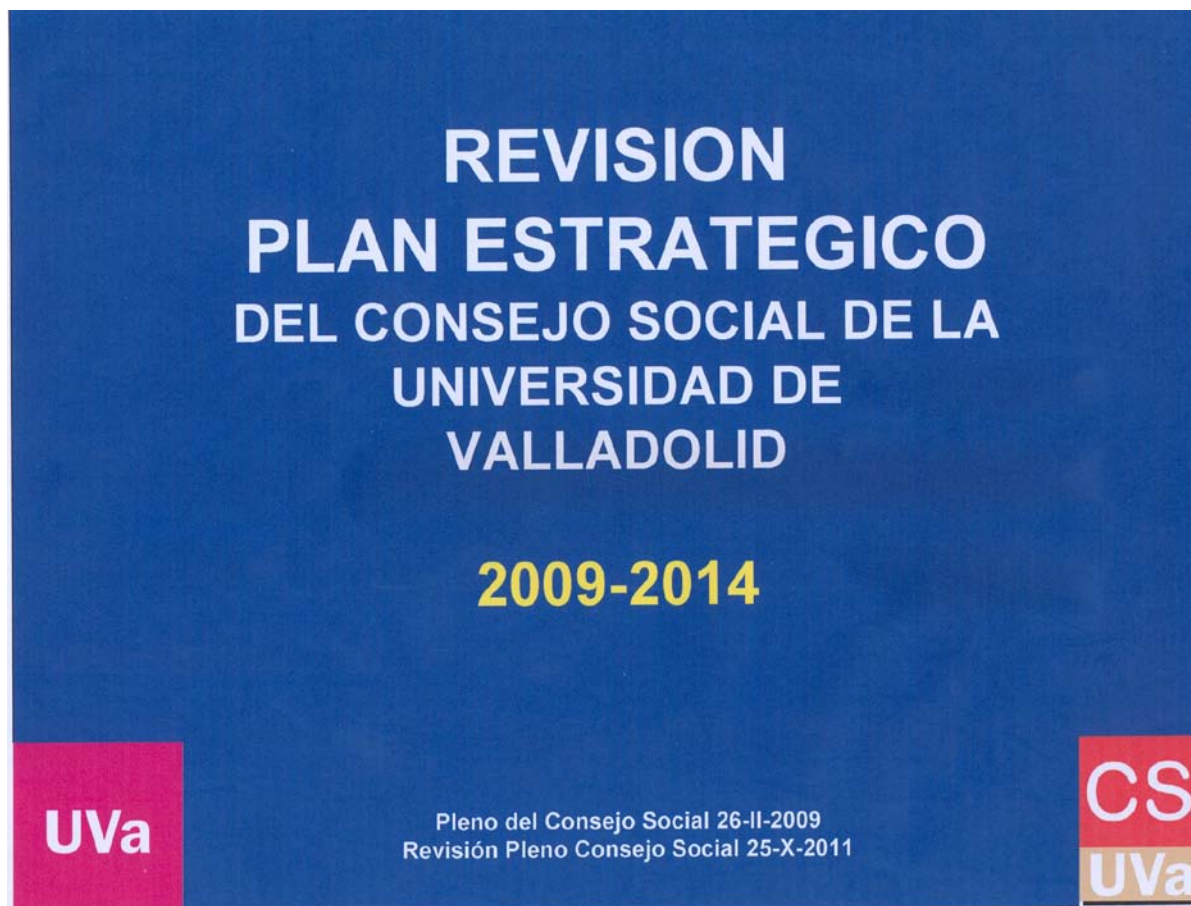 REVISION
PLAN ESTRATEGICO
DEL CONSEJO SOCIAL DE LA
UNIVERSIDAD DE
VALLADOLID
2009-2014
UVa
Pleno del Consejo Social 26-II-2009
Revisión Pleno Consejo Social 25-X-2011
CS
UVa